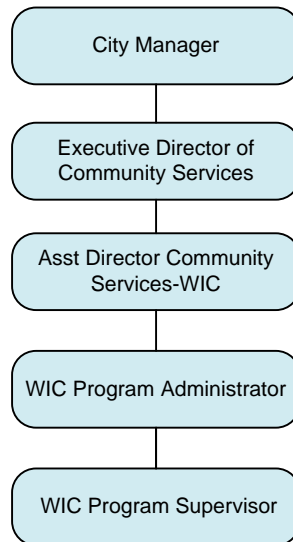 City Manager
Executive Director of
Community Services
Asst Director Community
Services-WIC
WIC Program Administrator
WIC Program Supervisor